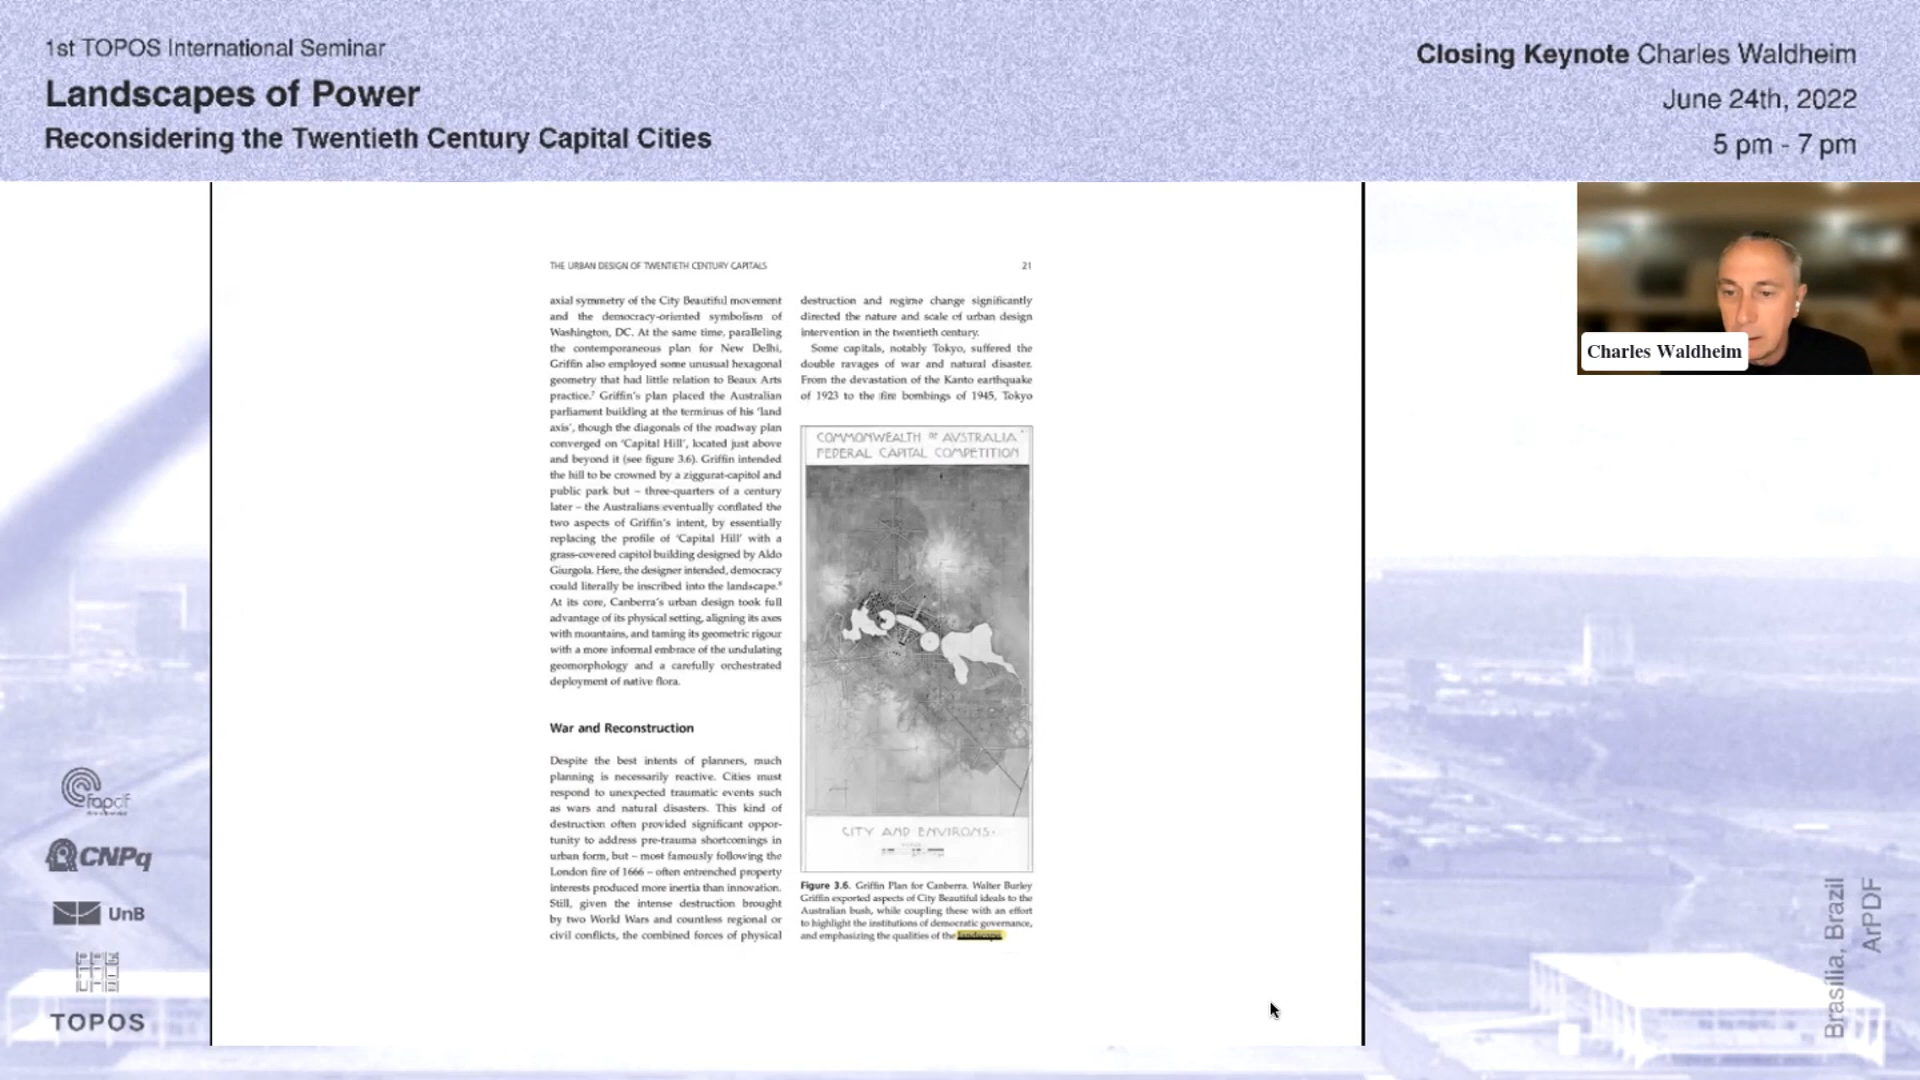 1st TOPOS International Seminar
Landscapes of Power
Reconsidering the Twentieth Century Capital Cities
Closing Keynote Charles Waldheim
June 24th, 2022
5 pm - 7 pm
Charles Waldheim
THE URBAN DESIGN OF TWENTIETH CENTURY CAPITALS
21
axial symmetry of the City Beautiful movement
and the democracy-oriented symbolism of
Washington, DC. At the same time, paralleling
the contemporaneous plan for New Delhi,
Griffin also employed some unusual hexagonal
geometry that had little relation to Beaux Arts
practice.7 Griffin's plan placed the Australian
parliament building at the terminus of his 'land
axis', though the diagonals of the roadway plan
converged on 'Capital Hill', located just above
and beyond it (see figure 3.6). Griffin intended
the hill to be crowned by a ziggurat-capitol and
public park but – three-quarters of a century
later – the Australians eventually conflated the
two aspects of Griffin's intent, by essentially
replacing the profile of 'Capital Hill' with a
grass-covered capitol building designed by Aldo
Giurgola. Here, the designer intended, democracy
could literally be inscribed into the landscape.8
At its core, Canberra's urban design took full
advantage of its physical setting, aligning its axes
with mountains, and taming its geometric rigour
with a more informal embrace of the undulating
geomorphology and a carefully orchestrated
deployment of native flora.
War and Reconstruction
Despite the best intents of planners, much
planning is necessarily reactive. Cities must
respond to unexpected traumatic events such
as wars and natural disasters. This kind of
destruction often provided significant oppor-
tunity to address pre-trauma shortcomings in
urban form, but – most famously following the
London fire of 1666 – often entrenched property
interests produced more inertia than innovation.
Still, given the intense destruction brought
by two World Wars and countless regional or
civil conflicts, the combined forces of physical
destruction and regime change significantly
directed the nature and scale of urban design
intervention in the twentieth century.
Some capitals, notably Tokyo, suffered the
double ravages of war and natural disaster.
From the devastation of the Kanto earthquake
of 1923 to the fire bombings of 1945, Tokyo
COMMONWEALTH OF AVSTRALIA
FEDERAL CAPITAL COMPETITION
CITY AND ENVIRONS
Figure 3.6. Griffin Plan for Canberra. Walter Burley
Griffin exported aspects of City Beautiful ideals to the
Australian bush, while coupling these with an effort
to highlight the institutions of democratic governance,
and emphasizing the qualities of the landscape.
fapdf
CNPq
UnB
TOPOS
Brasília, Brazil
ArPDF